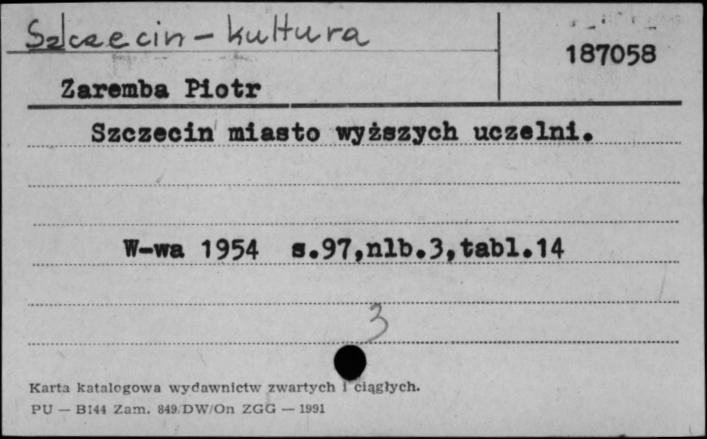 Szczecin - kultura
187058
Zaremba Piotr
Szczecin miasto wyższych uczelni.
W-wa 1954 s.97,nlb.3,tabl.14
3
Karta katalogowa wydawnictw zwartych i ciągłych.
PU — B144 Zam. 849/DW/On ZGG — 1991